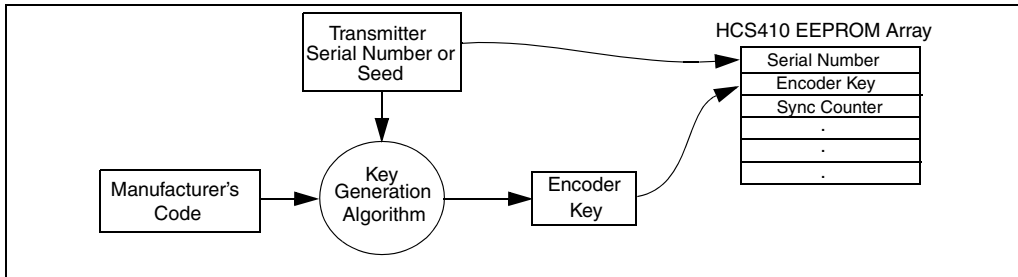 Transmitter
Serial Number or
Seed
HCS410 EEPROM Array
Serial Number
Encoder Key
Sync Counter
.
.
.
Manufacturer's
Code
Key
Generation
Algorithm
Encoder
Key